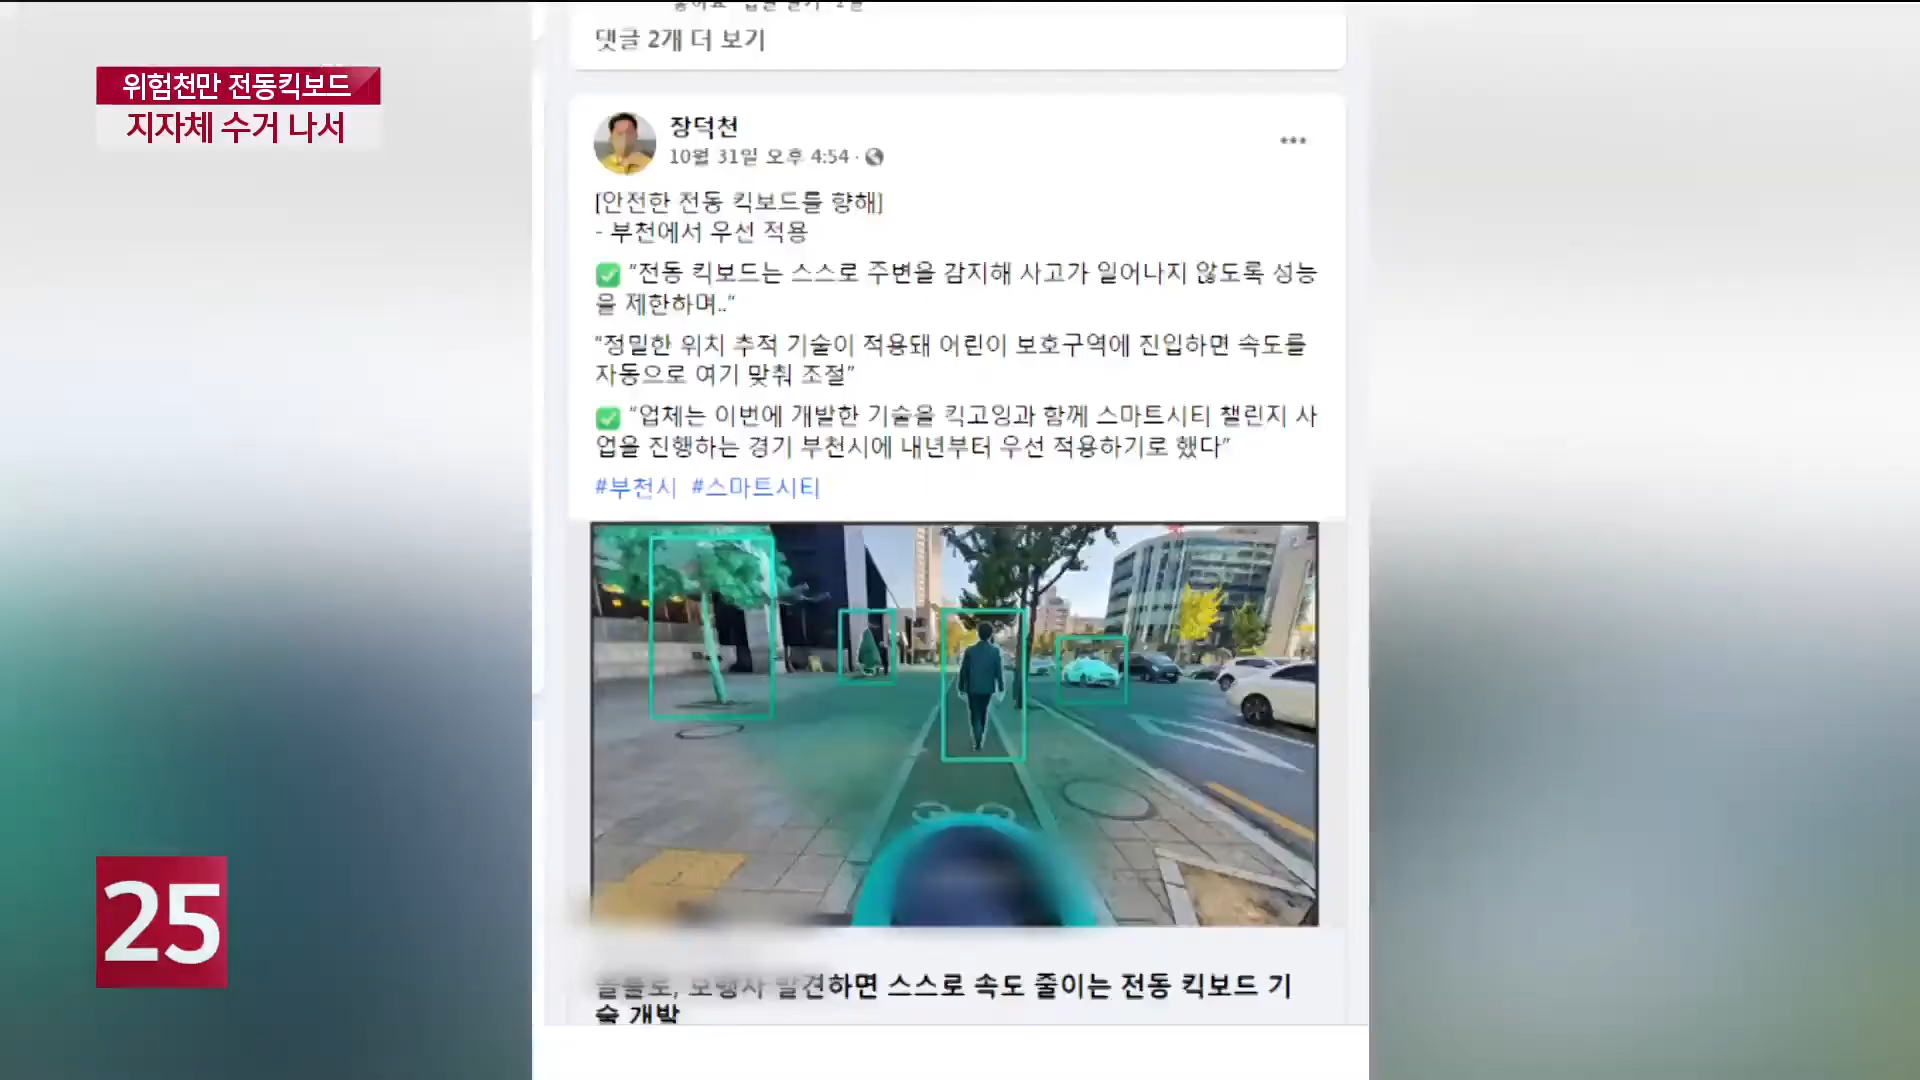 댓글 2개 더 보기
위험천만 전동킥보드
지자체 수거 나서
장덕천
10월 31일 오후 4:54 ·
[안전한 전동 킥보드를 향해]
- 부천에서 우선 적용
✅ “전동 킥보드는 스스로 주변을 감지해 사고가 일어나지 않도록 성능
을 제한하며..”
“정밀한 위치 추적 기술이 적용돼 어린이 보호구역에 진입하면 속도를
자동으로 여기 맞춰 조절”
✅ “업체는 이번에 개발한 기술을 킥고잉과 함께 스마트시티 챌린지 사
업을 진행하는 경기 부천시에 내년부터 우선 적용하기로 했다”
#부천시 #스마트시티
25
발견하면 스스로 속도 줄이는 전동 킥보드 기
술 개발